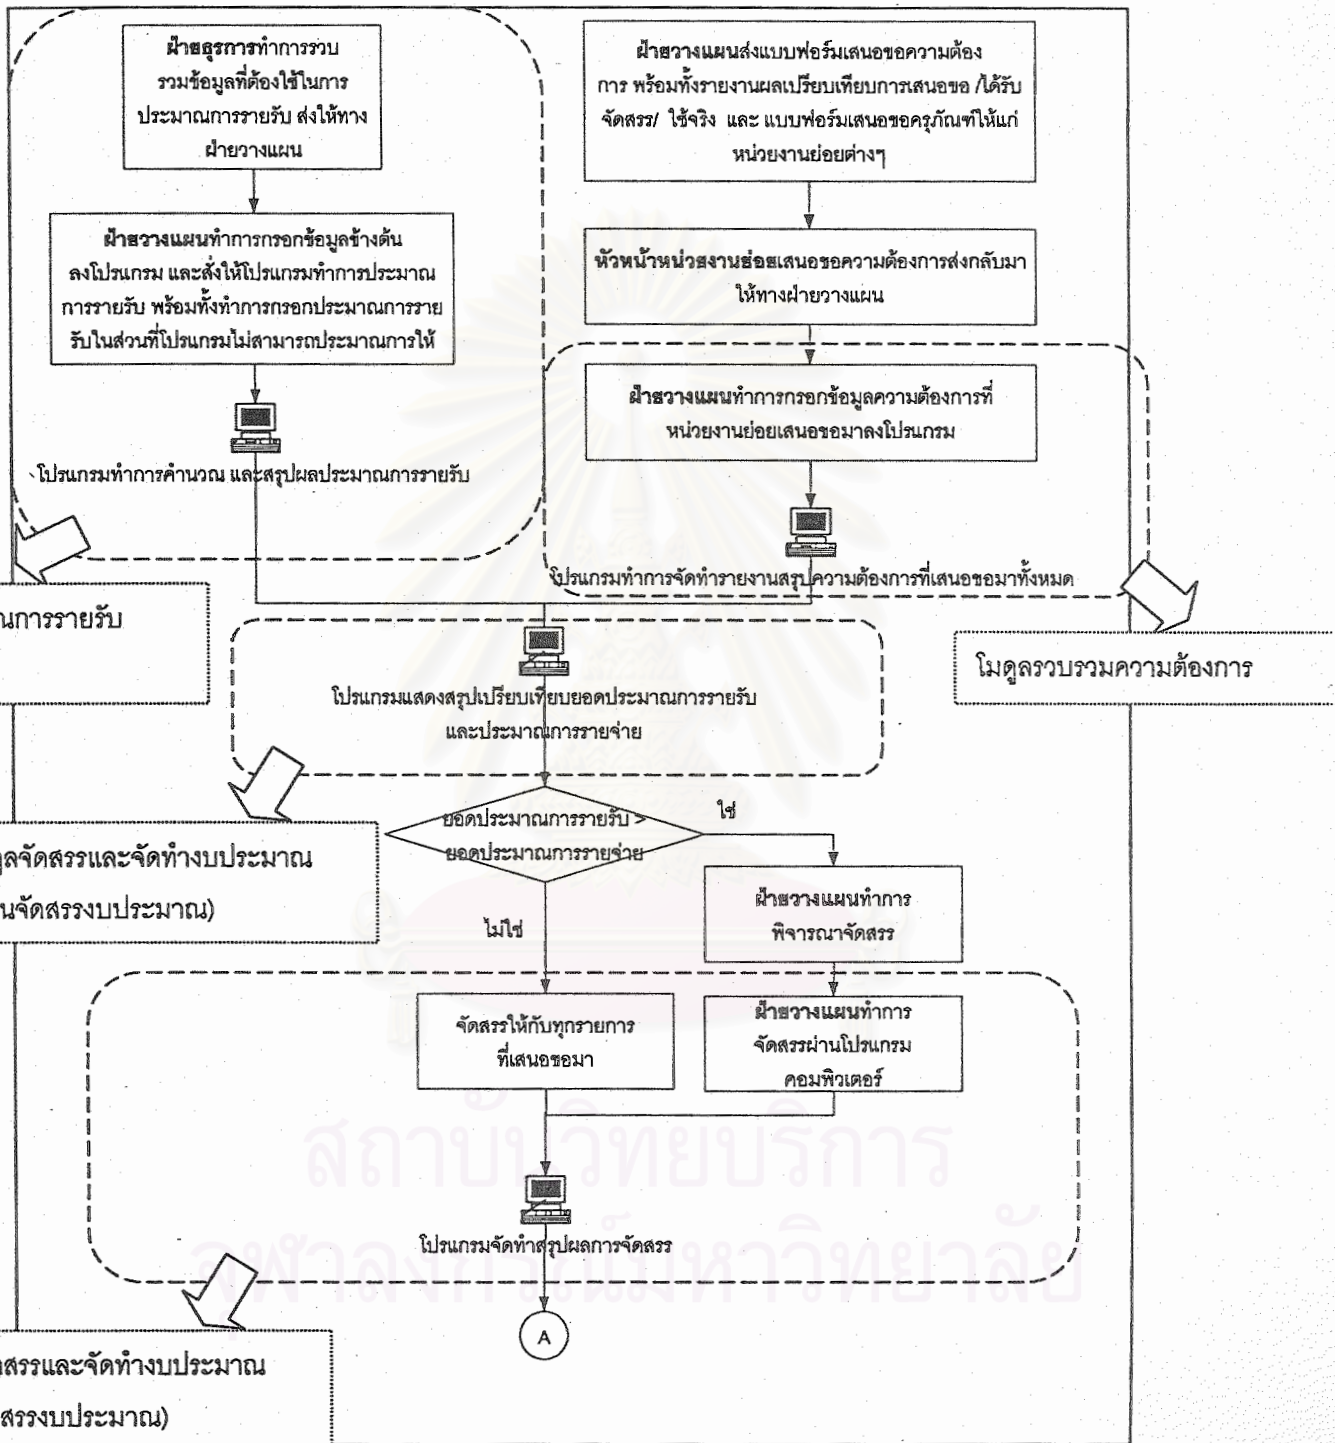 ฝ่ายธุรการทำการรวบ
รวมข้อมูลที่ต้องใช้ในการ
ประมาณการรายรับ ส่งให้ทาง
ฝ่ายวางแผน
ฝ่ายวางแผนส่งแบบฟอร์มเสนอขอความต้อง
การ พร้อมทั้งรายงานผลเปรียบเทียบการเสนอขอ /ได้รับ
จัดสรร/ ใช้จริง และ แบบฟอร์มเสนอขอครุภัณฑ์ให้แก่
หน่วยงานย่อยต่างๆ
ฝ่ายวางแผนทำการกรอกข้อมูลข้างต้น
ลงโปรแกรม และสั่งให้โปรแกรมทำการประมาณ
การรายรับ พร้อมทั้งทำการกรอกประมาณการราย
รับในส่วนที่โปรแกรมไม่สามารถประมาณการให้
หัวหน้าหน่วยงานย่อยเสนอขอความต้องการส่งกลับมา
ให้ทางฝ่ายวางแผน
ฝ่ายวางแผนทำการกรอกข้อมูลความต้องการที่
หน่วยงานย่อยเสนอขอมาลงโปรแกรม
โปรแกรมทำการคำนวณ และสรุปผลประมาณการรายรับ
โปรแกรมทำการจัดทำรายงานสรุปความต้องการที่เสนอขอมาทั้งหมด
ณการรายรับ
โมดูลรวบรวมความต้องการ
โปรแกรมแสดงสรุปเปรียบเทียบยอดประมาณการรายรับ
และประมาณการรายจ่าย
ยอดประมาณการรายรับ >
ยอดประมาณการรายจ่าย
ใช่
ไม่ใช่
ูลจัดสรรและจัดทำงบประมาณ
นจัดสรรงบประมาณ)
ฝ่ายวางแผนทำการ
พิจารณาจัดสรร
จัดสรรให้กับทุกรายการ
ที่เสนอขอมา
ฝ่ายวางแผนทำการ
จัดสรรผ่านโปรแกรม
คอมพิวเตอร์
โปรแกรมจัดทำสรุปผลการจัดสรร
A
ดสรรและจัดทำงบประมาณ
สรรงบประมาณ)
สถาบันวิทยบริการ
จุฬาลงกรณ์มหาวิทยาลัย